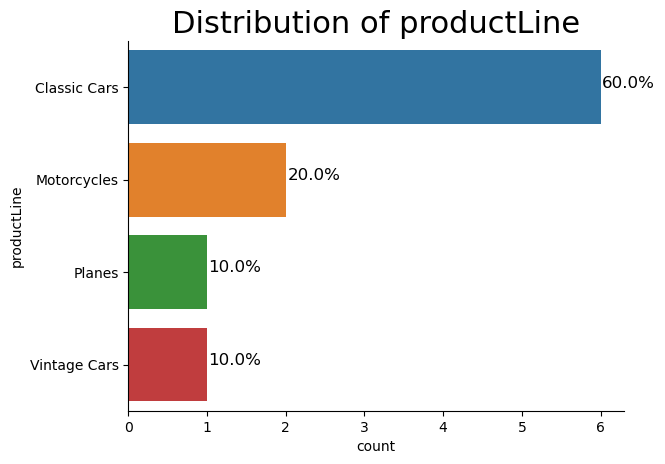 Distribution of productLine
Classic Cars
60.0%
Motorcycles
20.0%
productLine
Planes
10.0%
Vintage Cars
10.0%
0 1 2 3 4 5 6
count